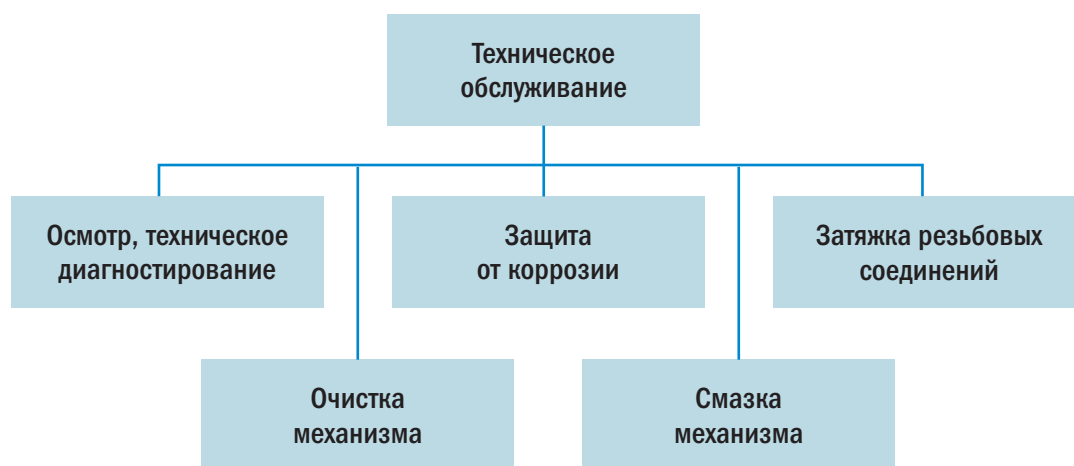 Техническое
обслуживание
Осмотр, техническое
диагностирование
Защита
от коррозии
Затяжка резьбовых
соединений
Очистка
механизма
Смазка
механизма